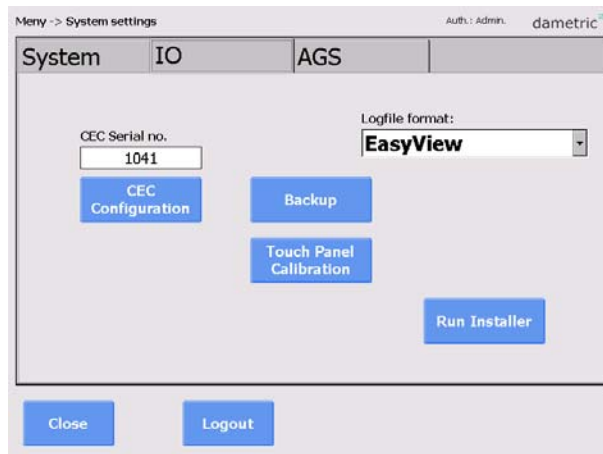 Meny -> System settings
Auth.: Admin.
dametric
System
IO
AGS
CEC Serial no.
1041
Logfile format:
EasyView
CEC
Configuration
Backup
Touch Panel
Calibration
Run Installer
Close
Logout